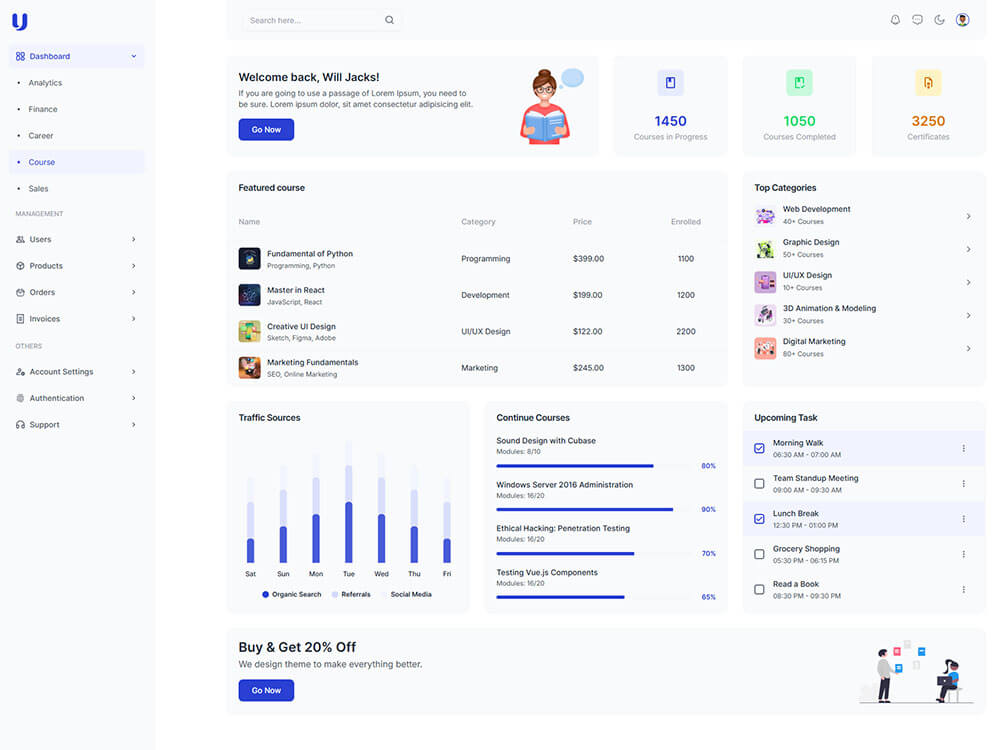 Search here...
Dashboard
Analytics
Finance
Career
Course
Sales
MANAGEMENT
Users
Products
Orders
Invoices
OTHERS
Account Settings
Authentication
Support
Welcome back, Will Jacks!
If you are going to use a passage of Lorem Ipsum, you need to
be sure. Lorem ipsum dolor, sit amet consectetur adipisicing elit.
Go Now
1450
Courses in Progress
1050
Courses Completed
3250
Certificates
Featured course
Name Category Price Enrolled
Fundamental of Python
Programming, Python
Programming $399.00 1100
Master in React
JavaScript, React
Development $199.00 1200
Creative UI Design
Sketch, Figma, Adobe
UI/UX Design $122.00 2200
Marketing Fundamentals
SEO, Online Marketing
Marketing $245.00 1300
Top Categories
Web Development
40+ Courses
Graphic Design
50+ Courses
UI/UX Design
10+ Courses
3D Animation & Modeling
30+ Courses
Digital Marketing
80+ Courses
Traffic Sources
Sat Sun Mon Tue Wed Thu Fri
Organic Search Referrals Social Media
Continue Courses
Sound Design with Cubase
Modules: 8/10
80%
Windows Server 2016 Administration
Modules: 16/20
90%
Ethical Hacking: Penetration Testing
Modules: 16/20
70%
Testing Vue.js Components
Modules: 16/20
65%
Upcoming Task
Morning Walk
06:30 AM - 07:00 AM
Team Standup Meeting
09:00 AM - 09:30 AM
Lunch Break
12:30 PM - 01:00 PM
Grocery Shopping
05:30 PM - 06:15 PM
Read a Book
08:30 PM - 09:30 PM
Buy & Get 20% Off
We design theme to make everything better.
Go Now